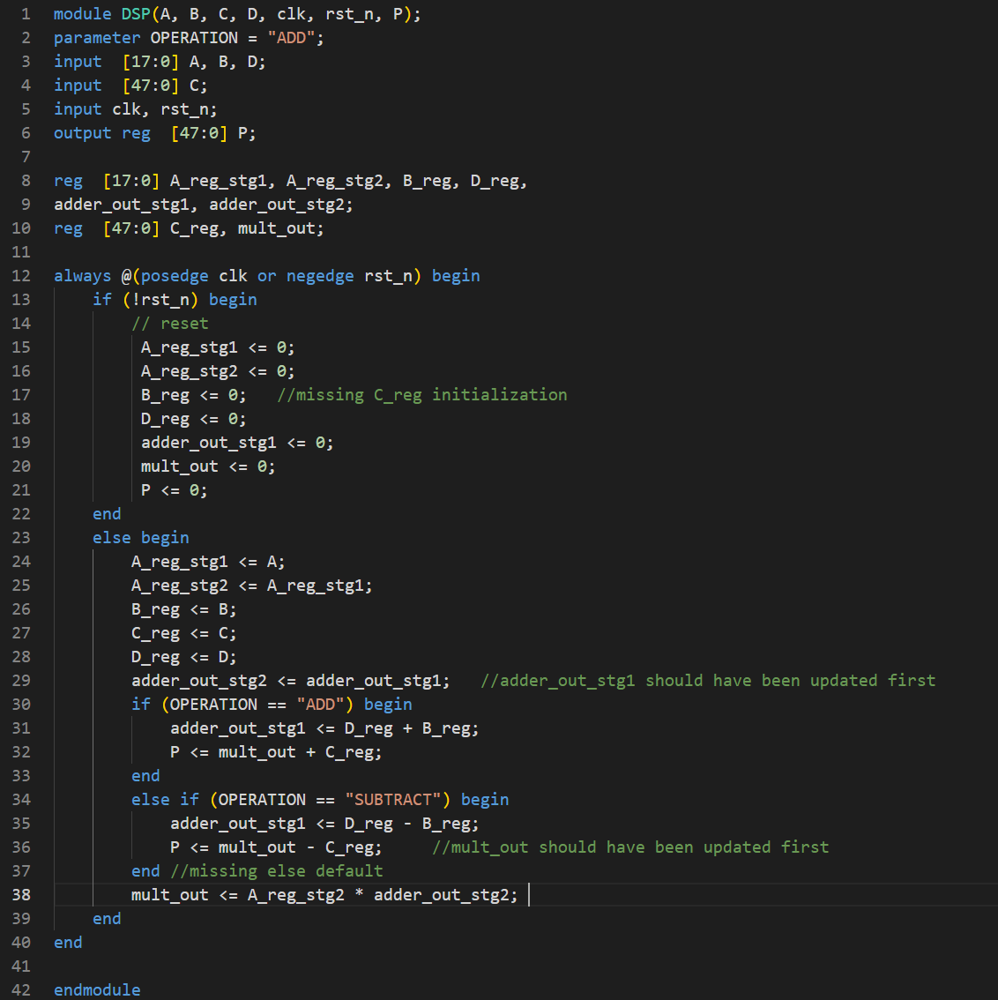 1 module DSP(A, B, C, D, clk, rst_n, P);
2 parameter OPERATION = "ADD";
3 input  [17:0] A, B, D;
4 input  [47:0] C;
5 input clk, rst_n;
6 output reg  [47:0] P;
7
8 reg  [17:0] A_reg_stg1, A_reg_stg2, B_reg, D_reg,
9 adder_out_stg1, adder_out_stg2;
10 reg  [47:0] C_reg, mult_out;
11
12 always @(posedge clk or negedge rst_n) begin
13     if (!rst_n) begin
14         // reset
15          A_reg_stg1 <= 0;
16          A_reg_stg2 <= 0;
17          B_reg <= 0;   //missing C_reg initialization
18          D_reg <= 0;
19          adder_out_stg1 <= 0;
20          mult_out <= 0;
21          P <= 0;
22     end
23     else begin
24         A_reg_stg1 <= A;
25         A_reg_stg2 <= A_reg_stg1;
26         B_reg <= B;
27         C_reg <= C;
28         D_reg <= D;
29         adder_out_stg2 <= adder_out_stg1;   //adder_out_stg1 should have been updated first
30         if (OPERATION == "ADD") begin
31             adder_out_stg1 <= D_reg + B_reg;
32             P <= mult_out + C_reg;
33         end
34         else if (OPERATION == "SUBTRACT") begin
35             adder_out_stg1 <= D_reg - B_reg;
36             P <= mult_out - C_reg;     //mult_out should have been updated first
37         end //missing else default
38         mult_out <= A_reg_stg2 * adder_out_stg2;
39     end
40 end
41
42 endmodule